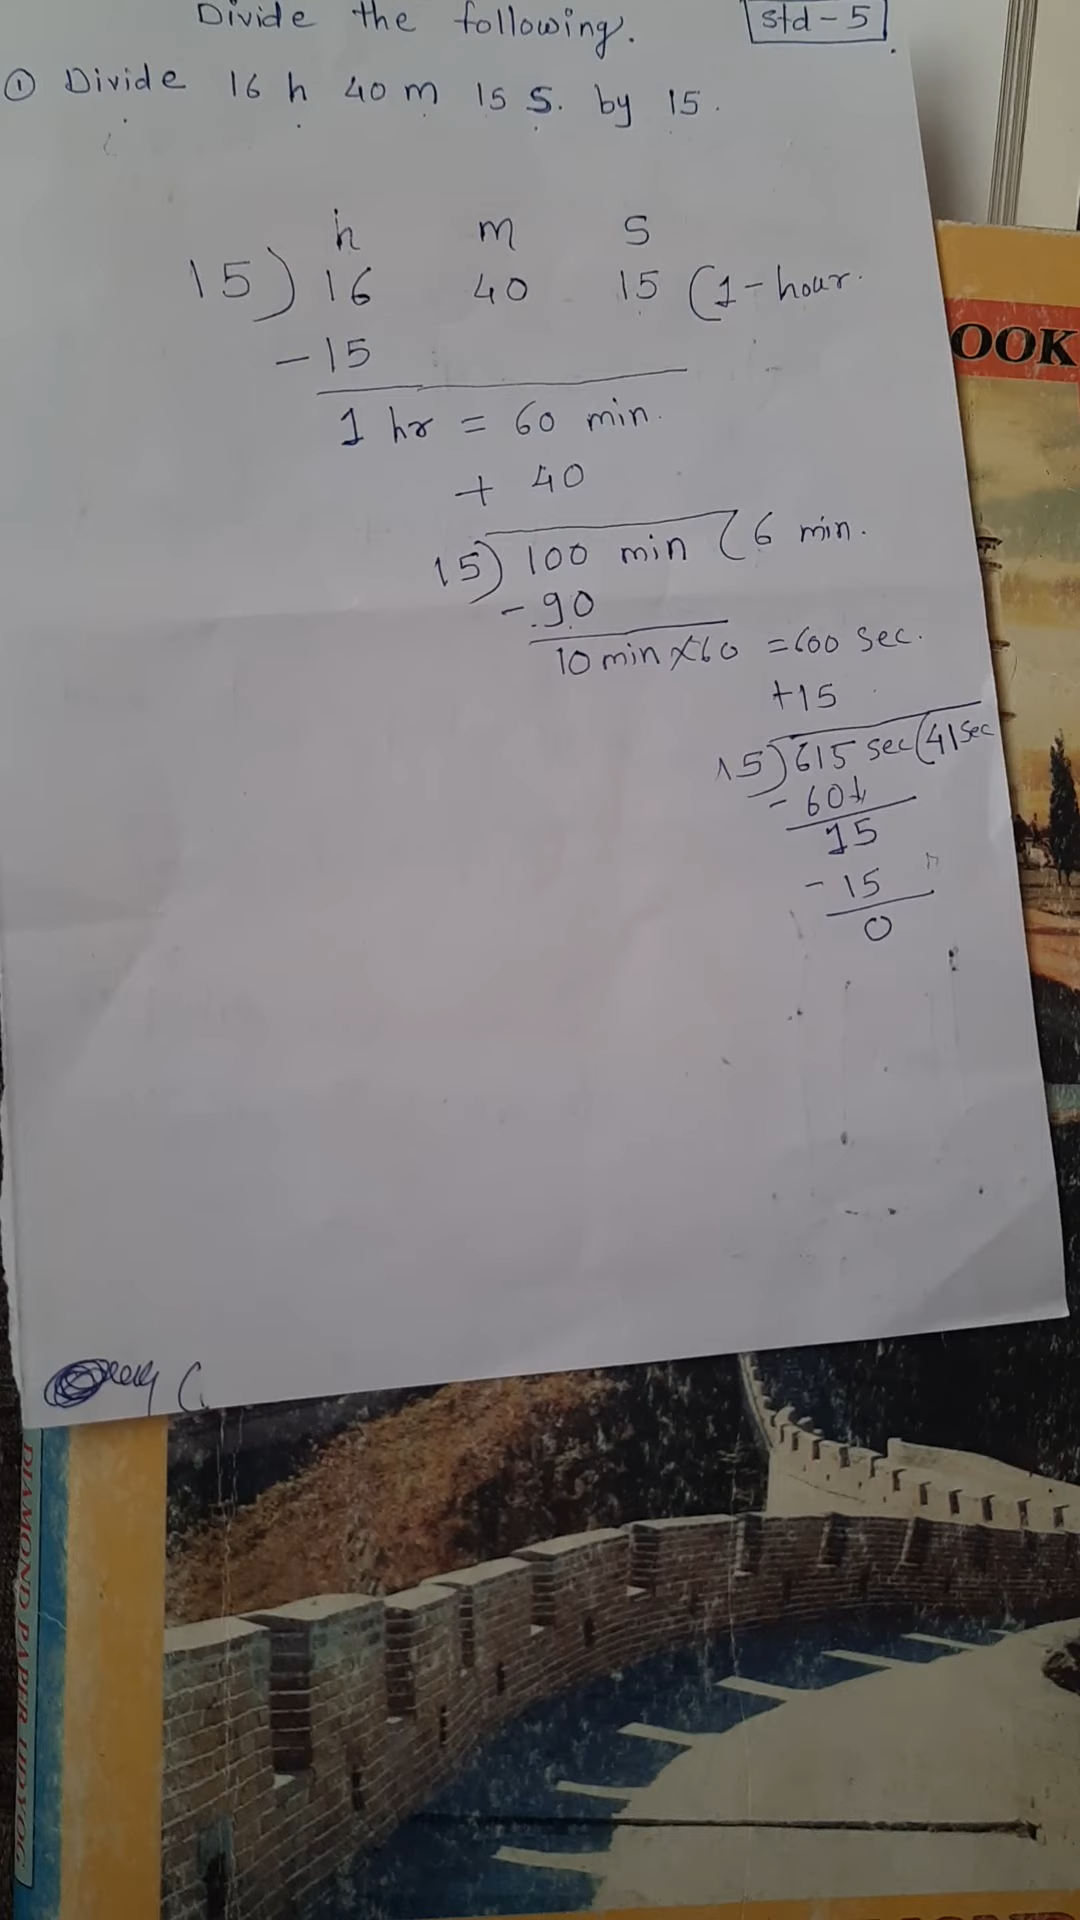 Divide the following.
std - 5
① Divide 16 h 40 m 15 S. by 15.
h m S
15) 16 40 15 (1 - hour.
- 15
1 hr = 60 min.
+ 40
15) 100 min (6 min.
- 90
10 min x60 = 600 sec.
+15
15) 615 sec (41 sec
- 60↓
15
- 15
0
OOK
DIAMOND PAPER UDYOG